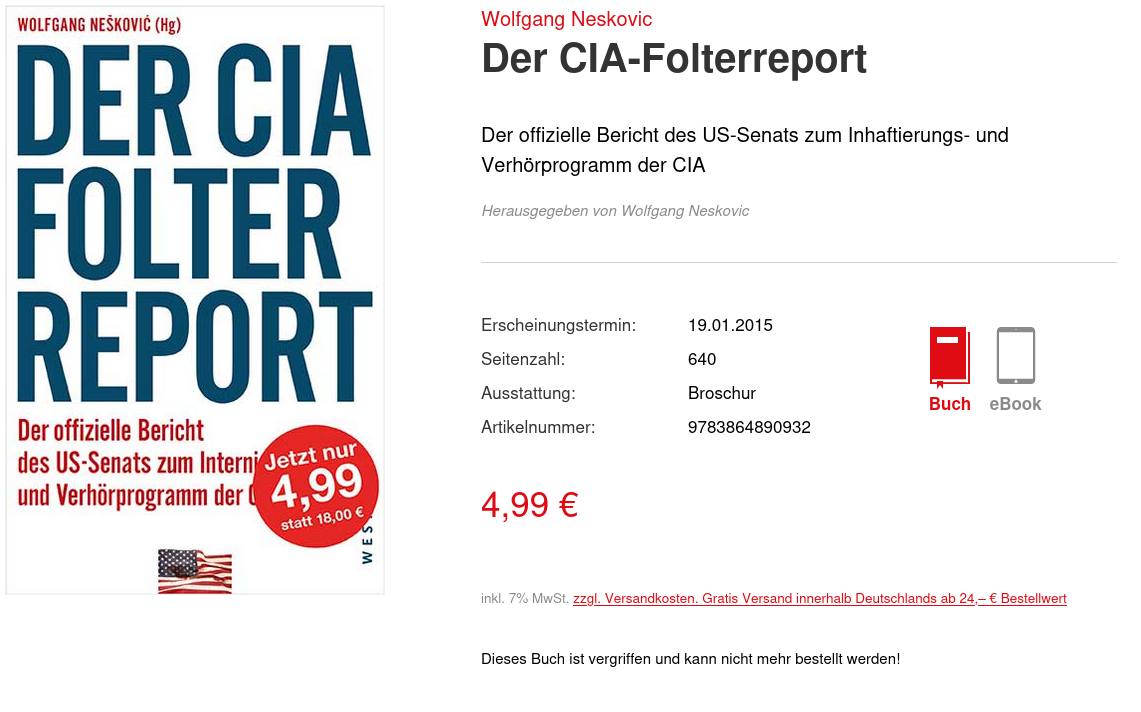 WOLFGANG NEŠKOVIĆ (Hg)
DER CIA
FOLTER
REPORT
Der offizielle Bericht
des US-Senats zum Interni
und Verhörprogramm der
Jetzt nur
4,99
statt 18,00 €
WES
Wolfgang Neskovic
Der CIA-Folterreport
Der offizielle Bericht des US-Senats zum Inhaftierungs- und
Verhörprogramm der CIA
Herausgegeben von Wolfgang Neskovic
Erscheinungstermin: 19.01.2015
Seitenzahl: 640
Ausstattung: Broschur
Artikelnummer: 9783864890932
Buch eBook
4,99 €
inkl. 7% MwSt. zzgl. Versandkosten. Gratis Versand innerhalb Deutschlands ab 24,– € Bestellwert
Dieses Buch ist vergriffen und kann nicht mehr bestellt werden!